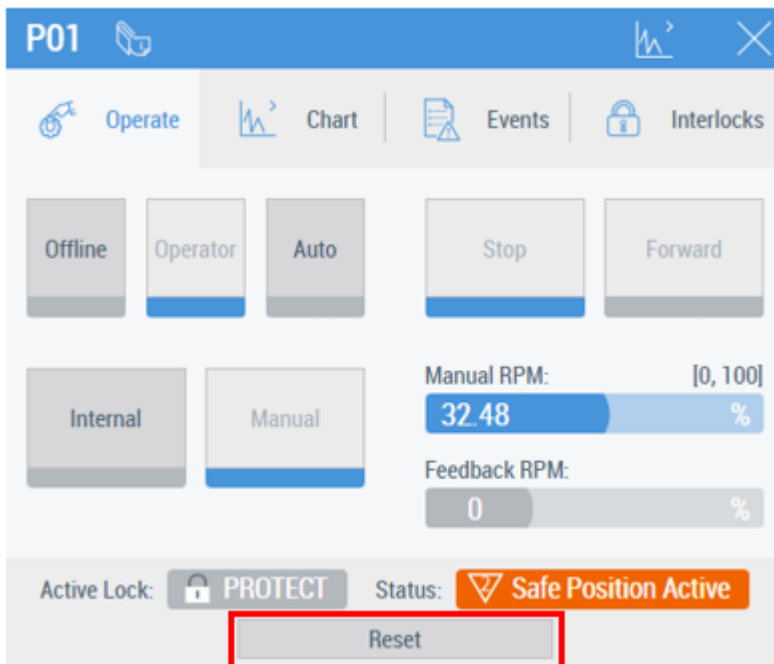 P01
Operate Chart Events Interlocks
Offline Operator Auto Stop Forward
Manual RPM: [0, 100]
Internal Manual 32.48 %
Feedback RPM:
0 %
Active Lock: PROTECT Status: 2 Safe Position Active
Reset